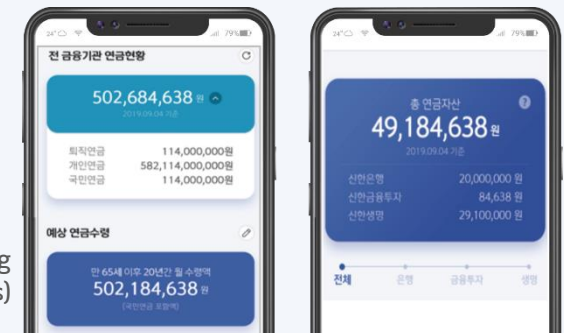 24° 79%
전 금융기관 연금현황
502,684,638 원
2019.09.04 기준
퇴직연금 114,000,000원
개인연금 582,114,000,000원
국민연금 114,000,000원
예상 연금수령
만 65세 이후 20년간 월 수령액
502,184,638 원
(국민연금 포함액)
g
s)
24° 79%
총 연금자산 ?
49,184,638 원
2019.09.04 기준
신한은행 20,000,000 원
신한금융투자 84,638 원
신한생명 29,100,000 원
전체 은행 금융투자 생명